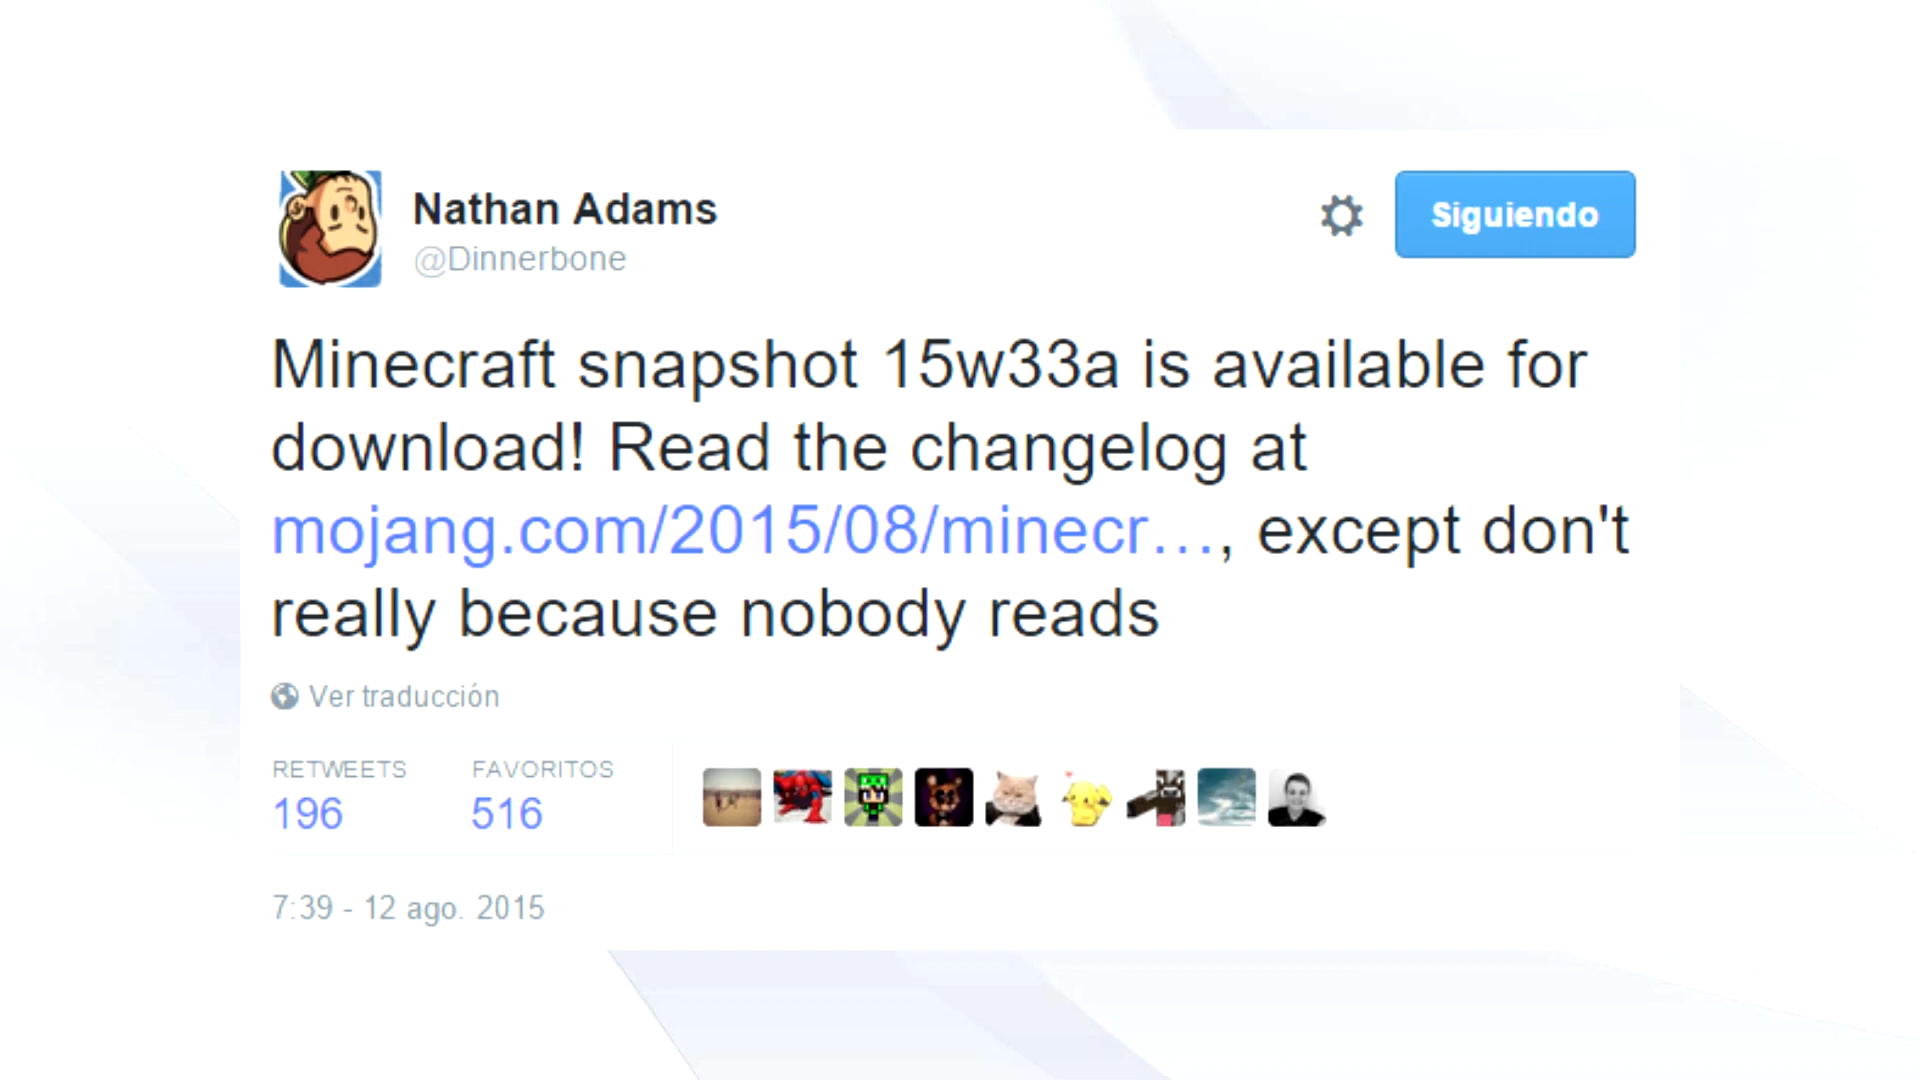 Nathan Adams
@Dinnerbone
Siguiendo
Minecraft snapshot 15w33a is available for
download! Read the changelog at
mojang.com/2015/08/minecr…, except don't
really because nobody reads
Ver traducción
RETWEETS
196
FAVORITOS
516
7:39 - 12 ago. 2015